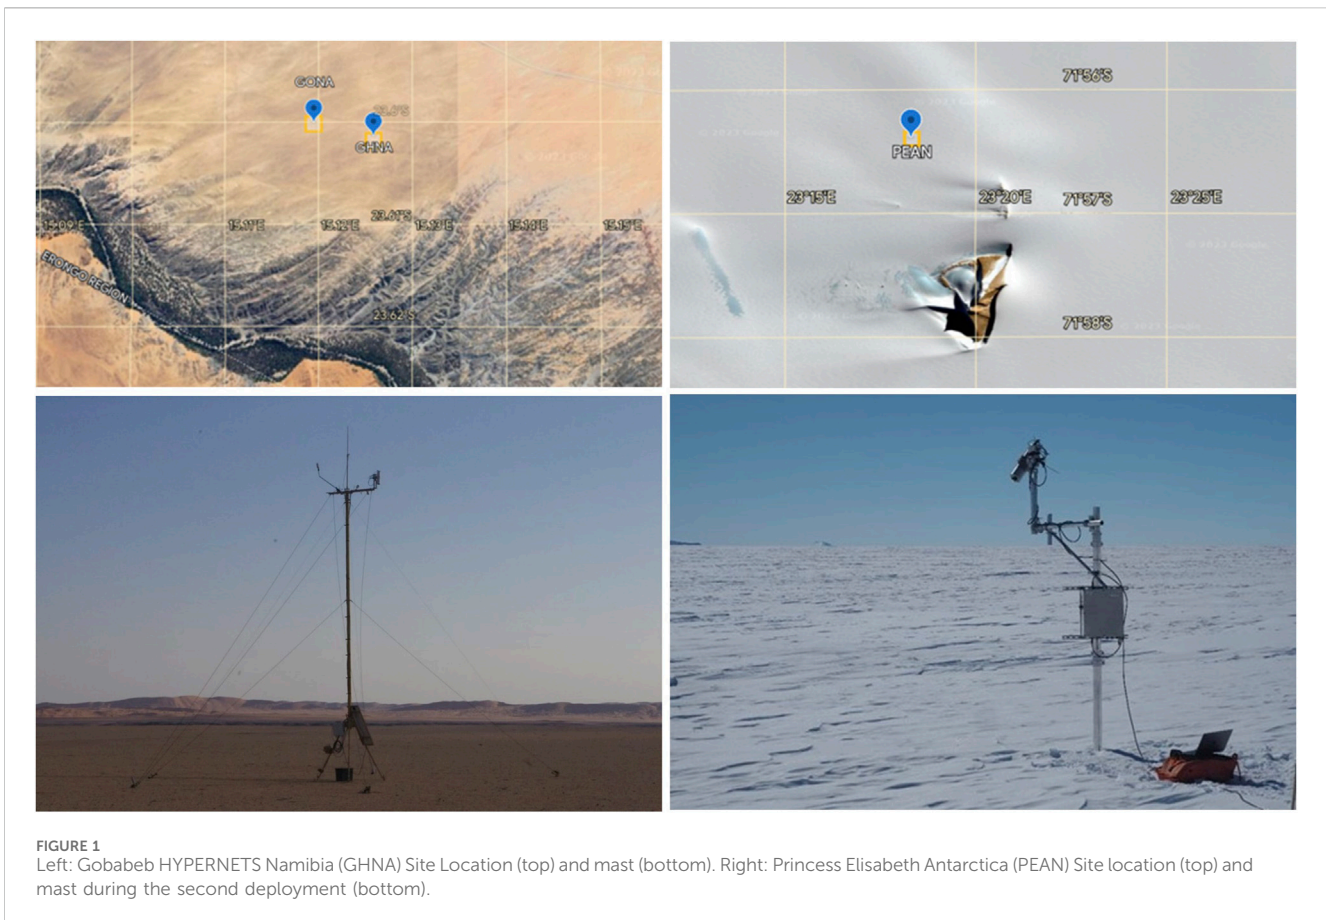 GONA
23.6°S
GHNA
15.09°E
15.11°E
15.12°E
23.61°S
15.13°E
15.14°E
15.15°E
ERONGO REGION
23.62°S
71°56'S
PEAN
23°15'E
23°20'E
71°57'S
23°25'E
71°58'S
FIGURE 1
Left: Gobabeb HYPERNETS Namibia (GHNA) Site Location (top) and mast (bottom). Right: Princess Elisabeth Antarctica (PEAN) Site location (top) and
mast during the second deployment (bottom).